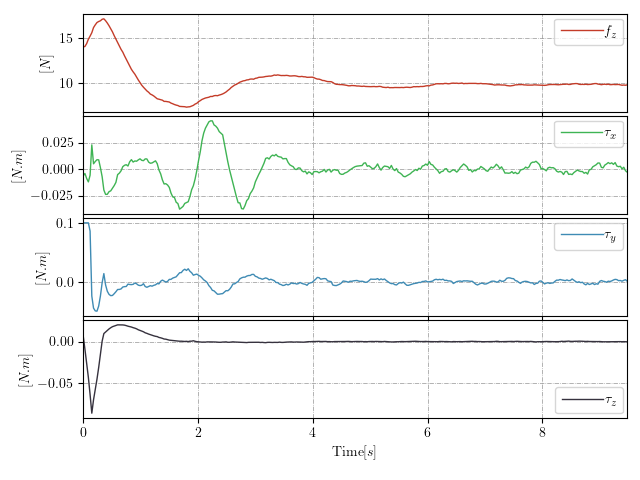 15
10
[N]
f_z
0.025
0.000
−0.025
[N.m]
τ_x
0.1
0.0
[N.m]
τ_y
0.00
−0.05
[N.m]
τ_z
0 2 4 6 8
Time[s]